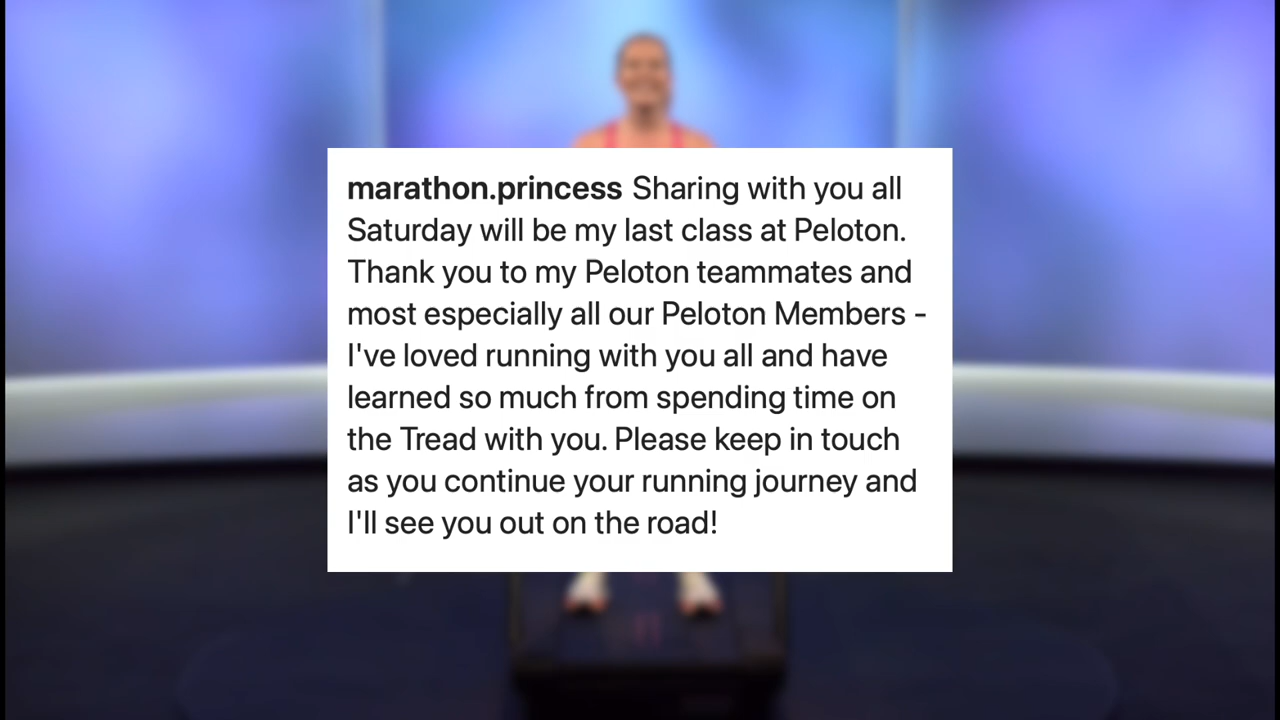 marathon.princess Sharing with you all
Saturday will be my last class at Peloton.
Thank you to my Peloton teammates and
most especially all our Peloton Members -
I've loved running with you all and have
learned so much from spending time on
the Tread with you. Please keep in touch
as you continue your running journey and
I'll see you out on the road!